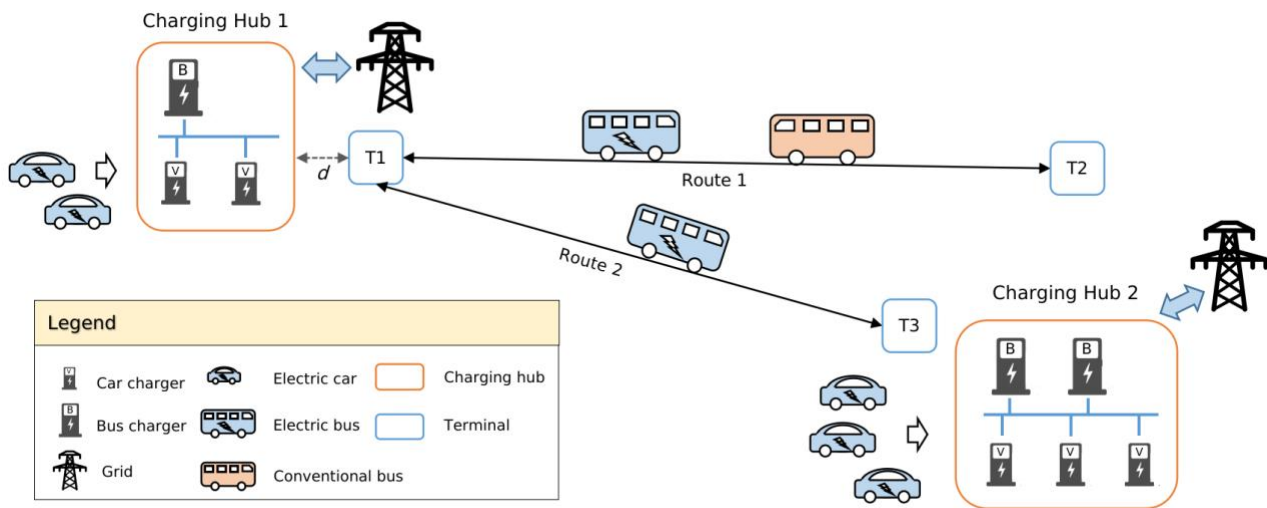 Charging Hub 1
B
V
V
d
T1
T2
Route 1
Route 2
T3
Charging Hub 2
B
B
V
V
V
Legend
V
Car charger
Electric car
Charging hub
B
Bus charger
Electric bus
Terminal
Grid
Conventional bus